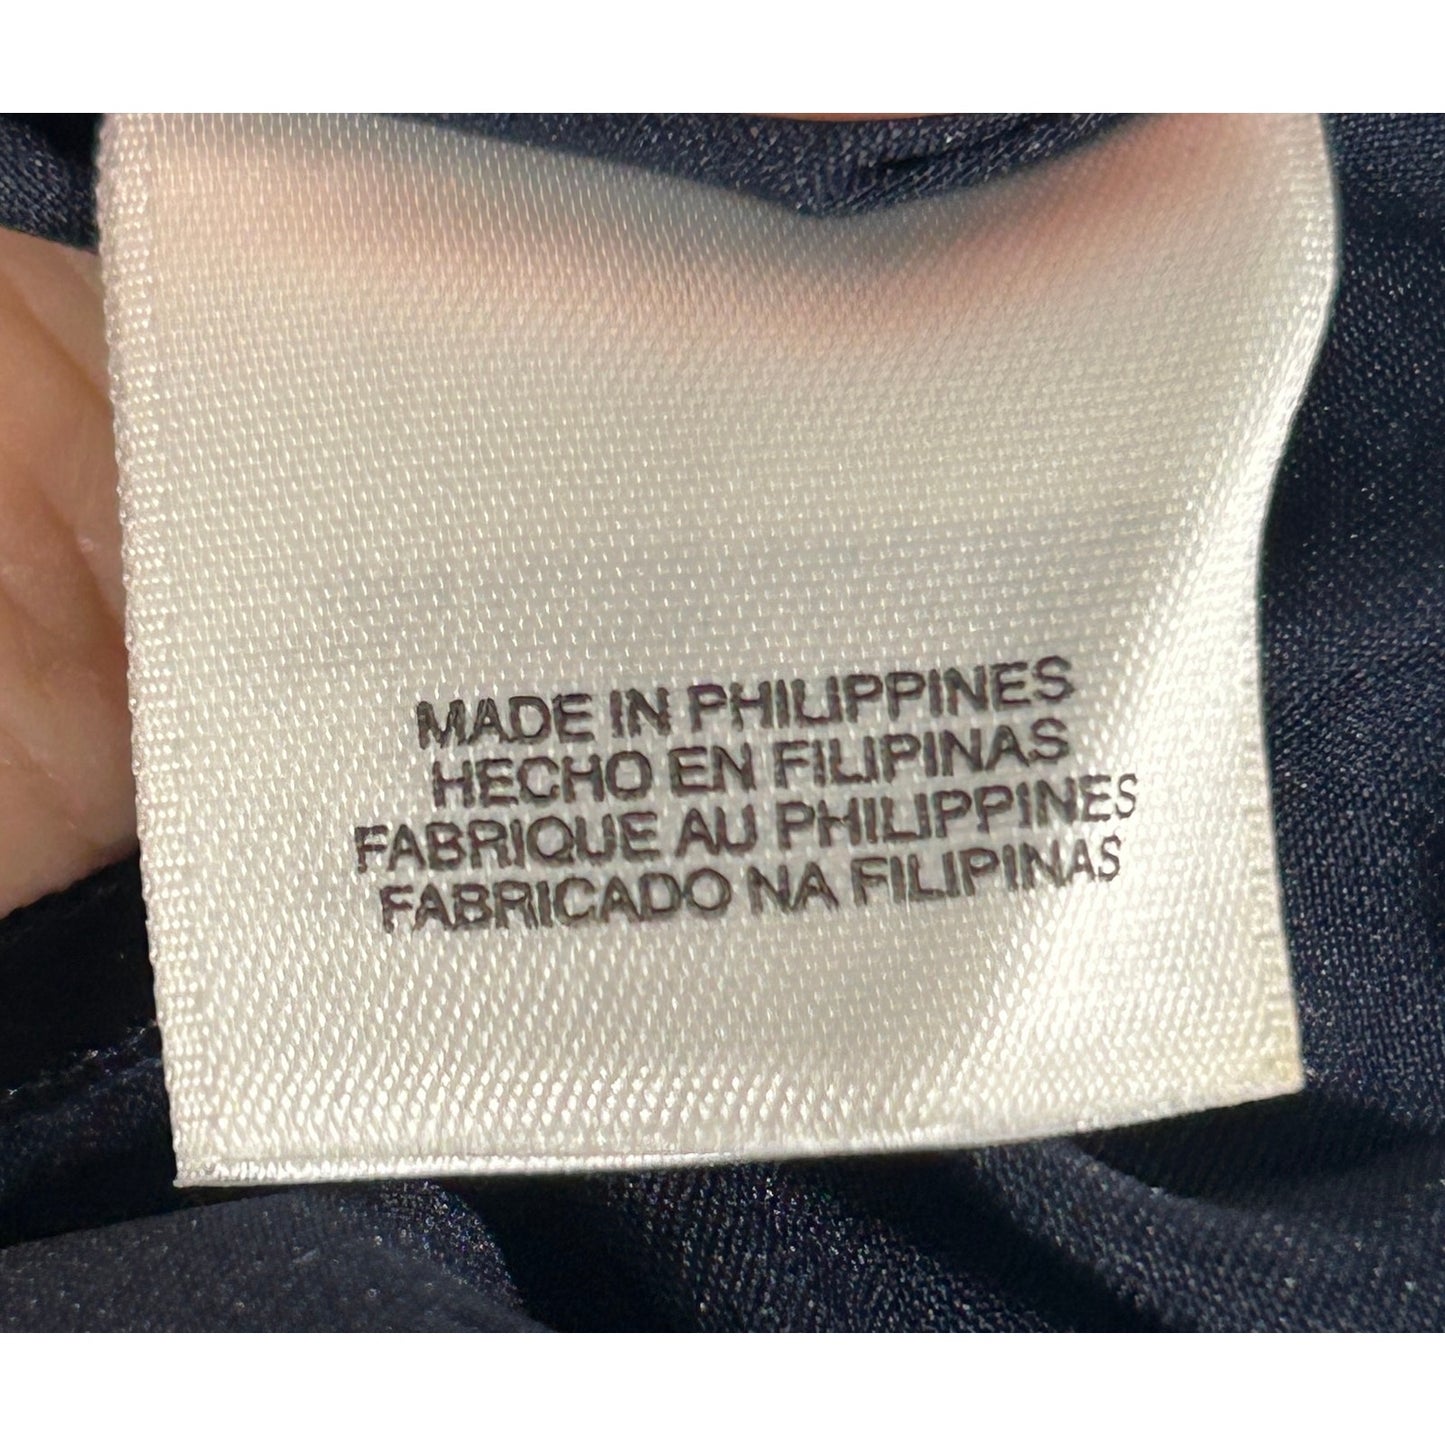 MADE IN PHILIPPINES
HECHO EN FILIPINAS
FABRIQUE AU PHILIPPINES
FABRICADO NA FILIPINAS